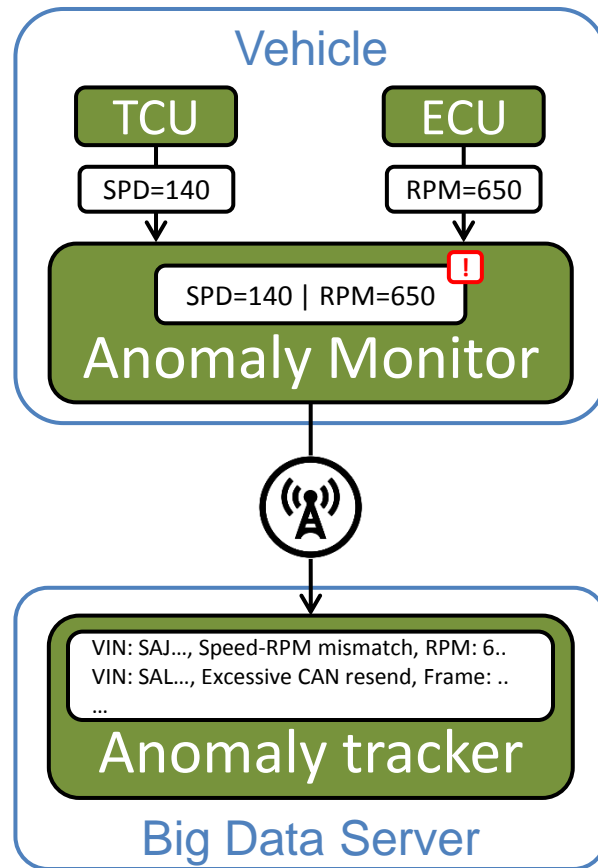 Vehicle
TCU
ECU
SPD=140
RPM=650
!
SPD=140 | RPM=650
Anomaly Monitor
VIN: SAJ..., Speed-RPM mismatch, RPM: 6..
VIN: SAL..., Excessive CAN resend, Frame: ..
...
Anomaly tracker
Big Data Server